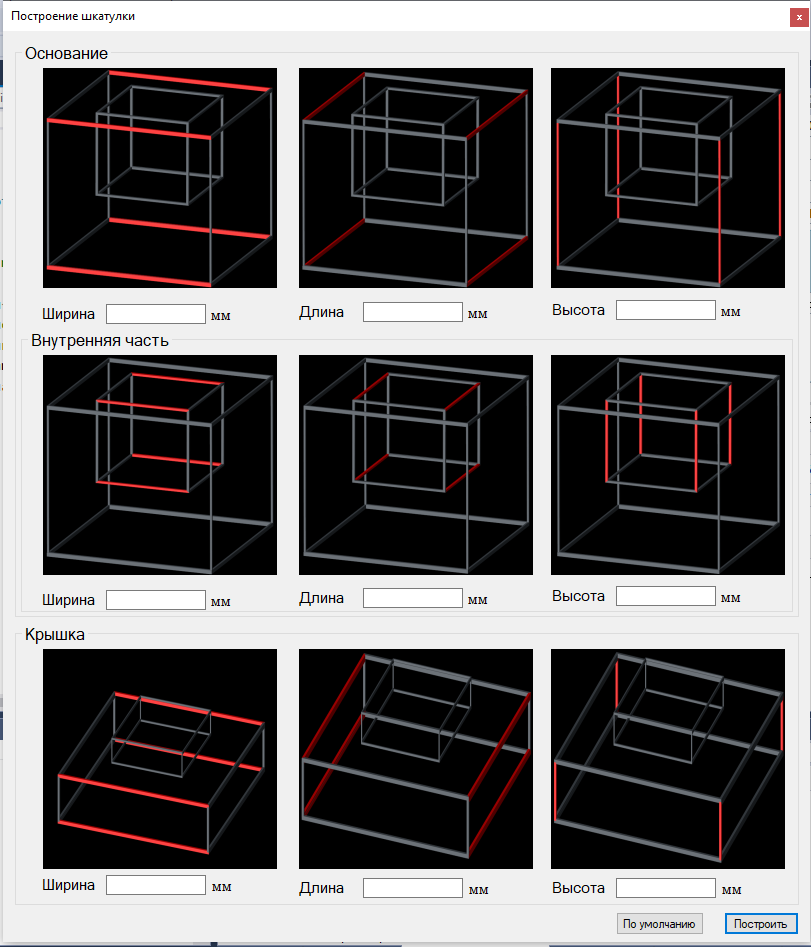 Построение шкатулки
x
Основание
Ширина мм
Длина мм
Высота мм
Внутренняя часть
Ширина мм
Длина мм
Высота мм
Крышка
Ширина мм
Длина мм
Высота мм
По умолчанию
Построить